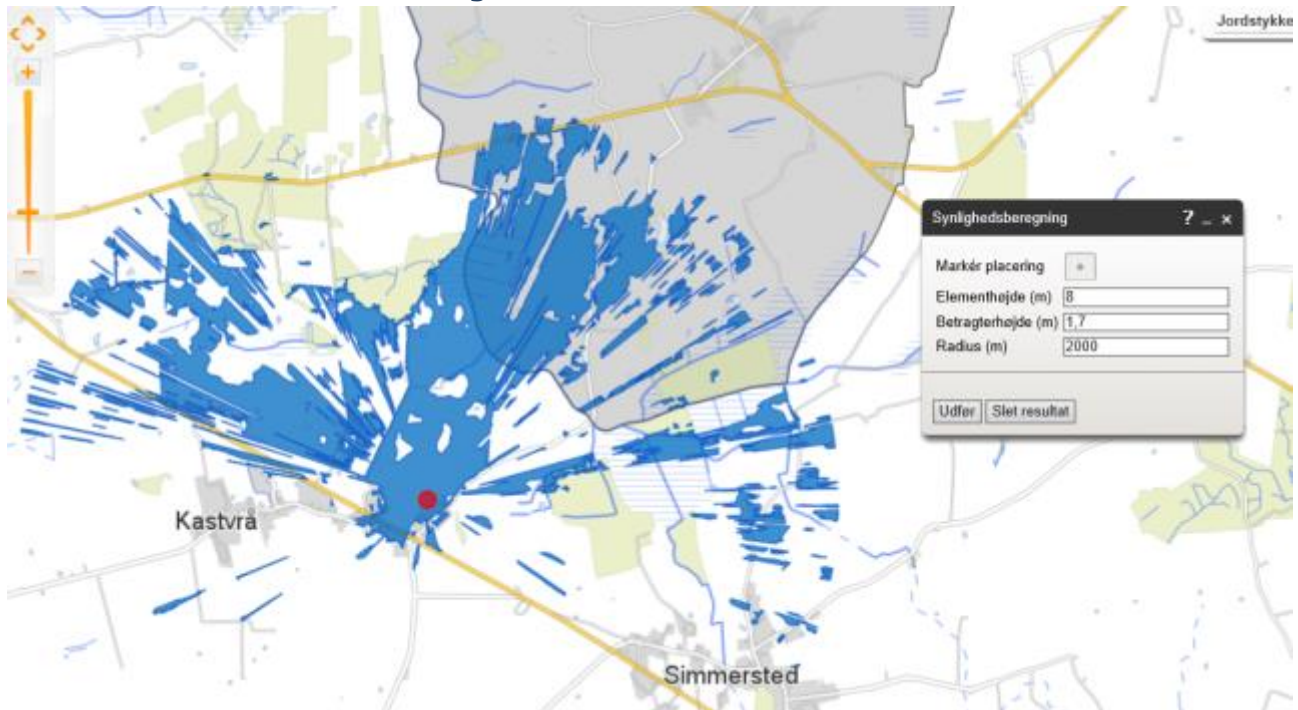 Jordstykke
Synlighedsberegning ? _ ×
Markér placering
Elementhøjde (m) 8
Betragterhøjde (m) 1,7
Radius (m) 2000
Udfør Slet resultat
Kastvrå
Simmersted